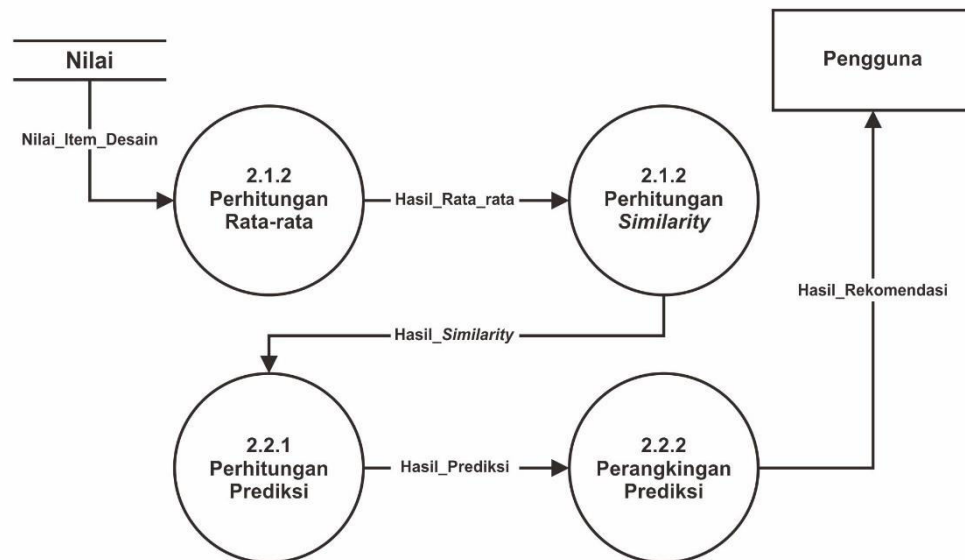 Nilai
Pengguna
Nilai_Item_Desain
2.1.2
Perhitungan
Rata-rata
Hasil_Rata_rata
2.1.2
Perhitungan
Similarity
Hasil_Rekomendasi
Hasil_Similarity
2.2.1
Perhitungan
Prediksi
Hasil_Prediksi
2.2.2
Perangkingan
Prediksi